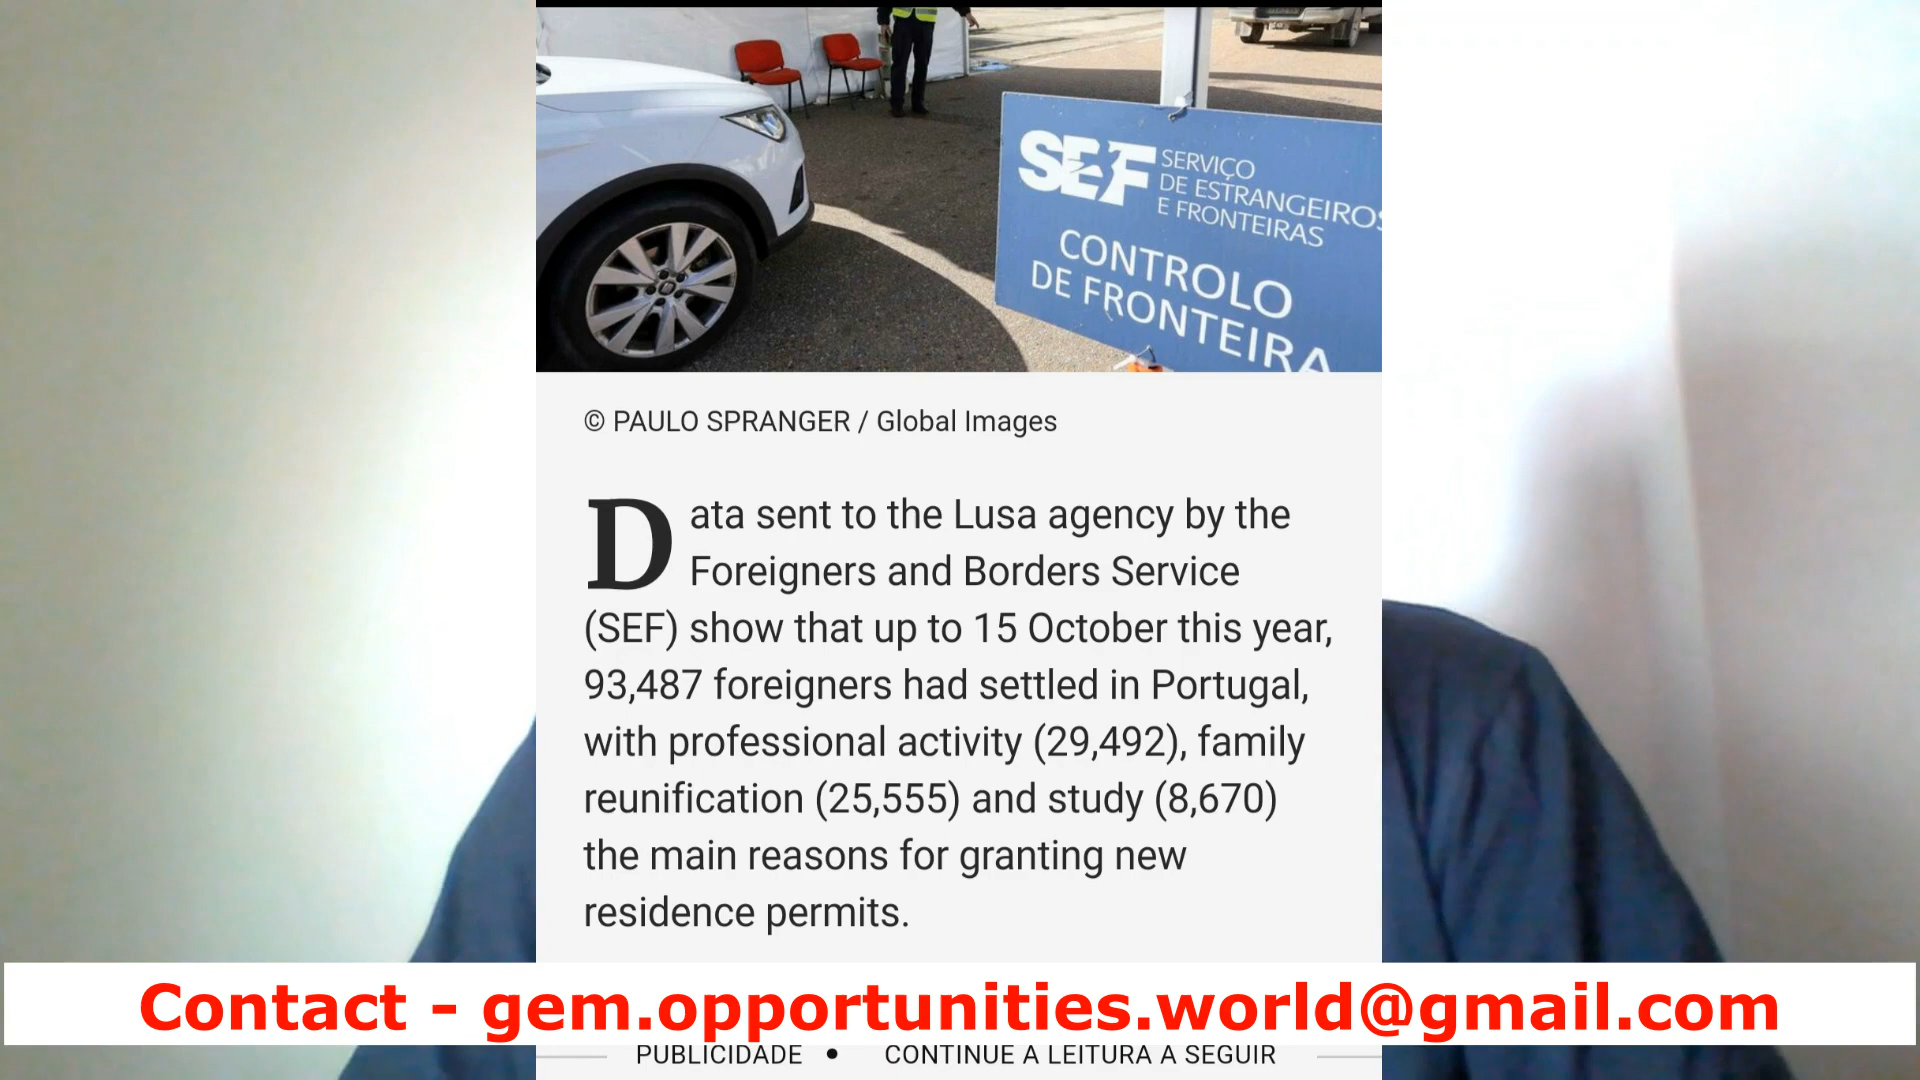 SEF SERVIÇO
DE ESTRANGEIROS
E FRONTEIRAS
CONTROLO
DE FRONTEIRA
© PAULO SPRANGER / Global Images
Data sent to the Lusa agency by the
Foreigners and Borders Service
(SEF) show that up to 15 October this year,
93,487 foreigners had settled in Portugal,
with professional activity (29,492), family
reunification (25,555) and study (8,670)
the main reasons for granting new
residence permits.
Contact - gem.opportunities.world@gmail.com
PUBLICIDADE • CONTINUE A LEITURA A SEGUIR